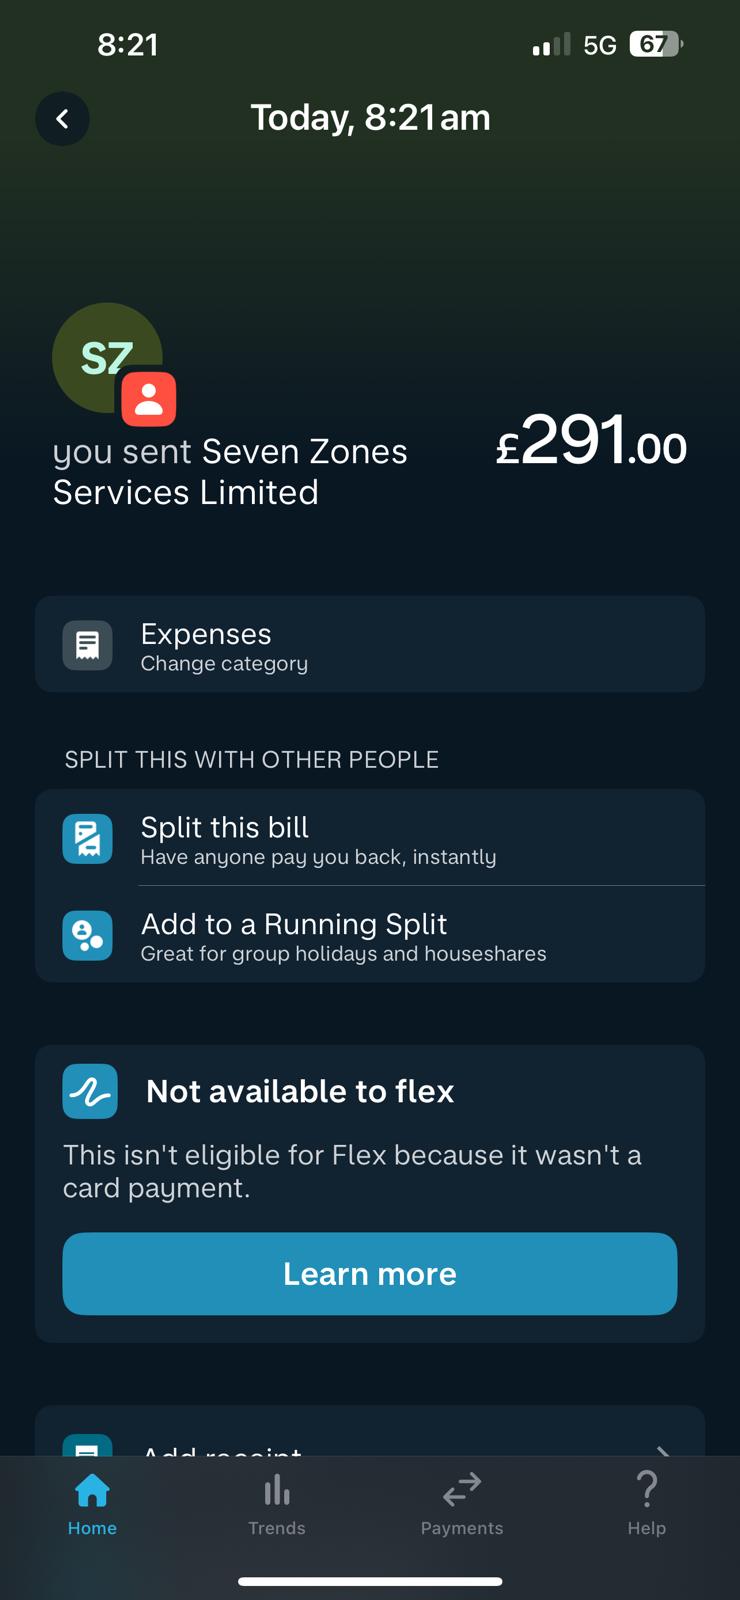 8:21
5G
67
Today, 8:21am
SZ
you sent Seven Zones
Services Limited
£291.00
Expenses
Change category
SPLIT THIS WITH OTHER PEOPLE
Split this bill
Have anyone pay you back, instantly
Add to a Running Split
Great for group holidays and houseshares
Not available to flex
This isn't eligible for Flex because it wasn't a
card payment.
Learn more
Add receipt
Home
Trends
Payments
Help